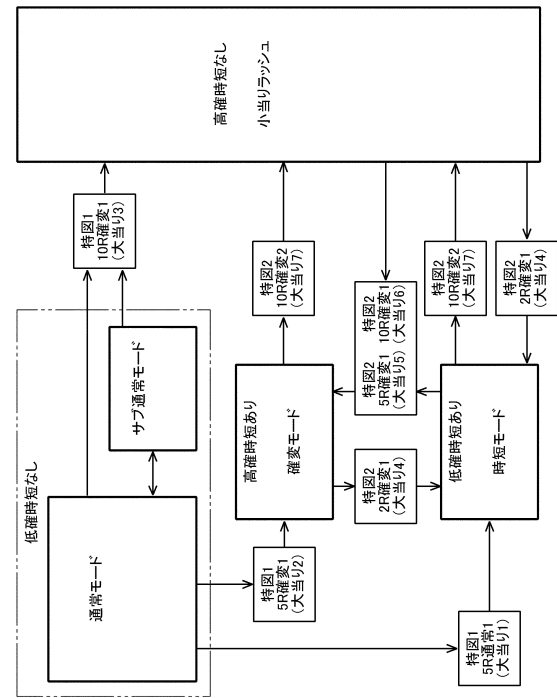 低確時短なし
通常モード
サブ通常モード
特図1
10R確変1
(大当り3)
高確時短なし
小当りラッシュ
特図1
5R確変1
(大当り2)
高確時短あり
確変モード
特図2
10R確変2
(大当り7)
特図2
2R確変1
(大当り4)
特図2
5R確変1
(大当り5)
特図2
10R確変1
(大当り6)
特図1
5R通常1
(大当り1)
低確時短あり
時短モード
特図2
10R確変2
(大当り7)
特図2
2R確変1
(大当り4)